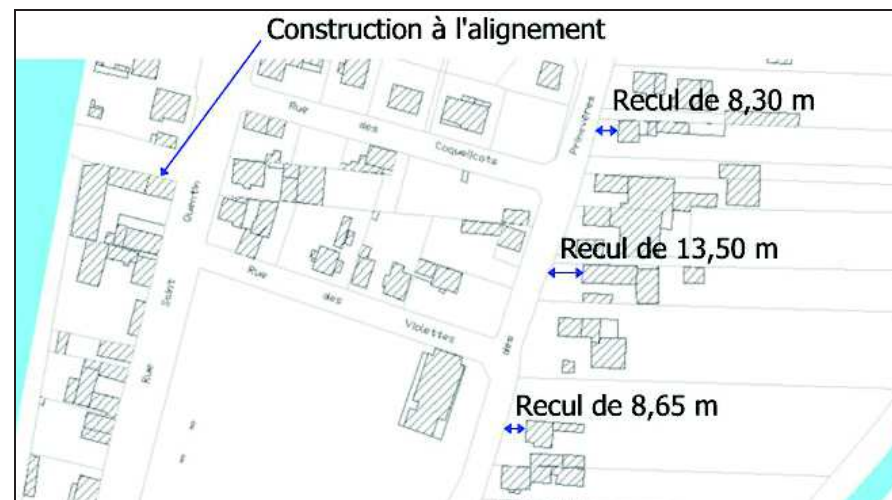 Construction à l'alignement
Recul de 8,30 m
Rue des Coquelicots
Primevères
Quentin
Recul de 13,50 m
Rue des Violettes
Saint
des
Rue
Recul de 8,65 m